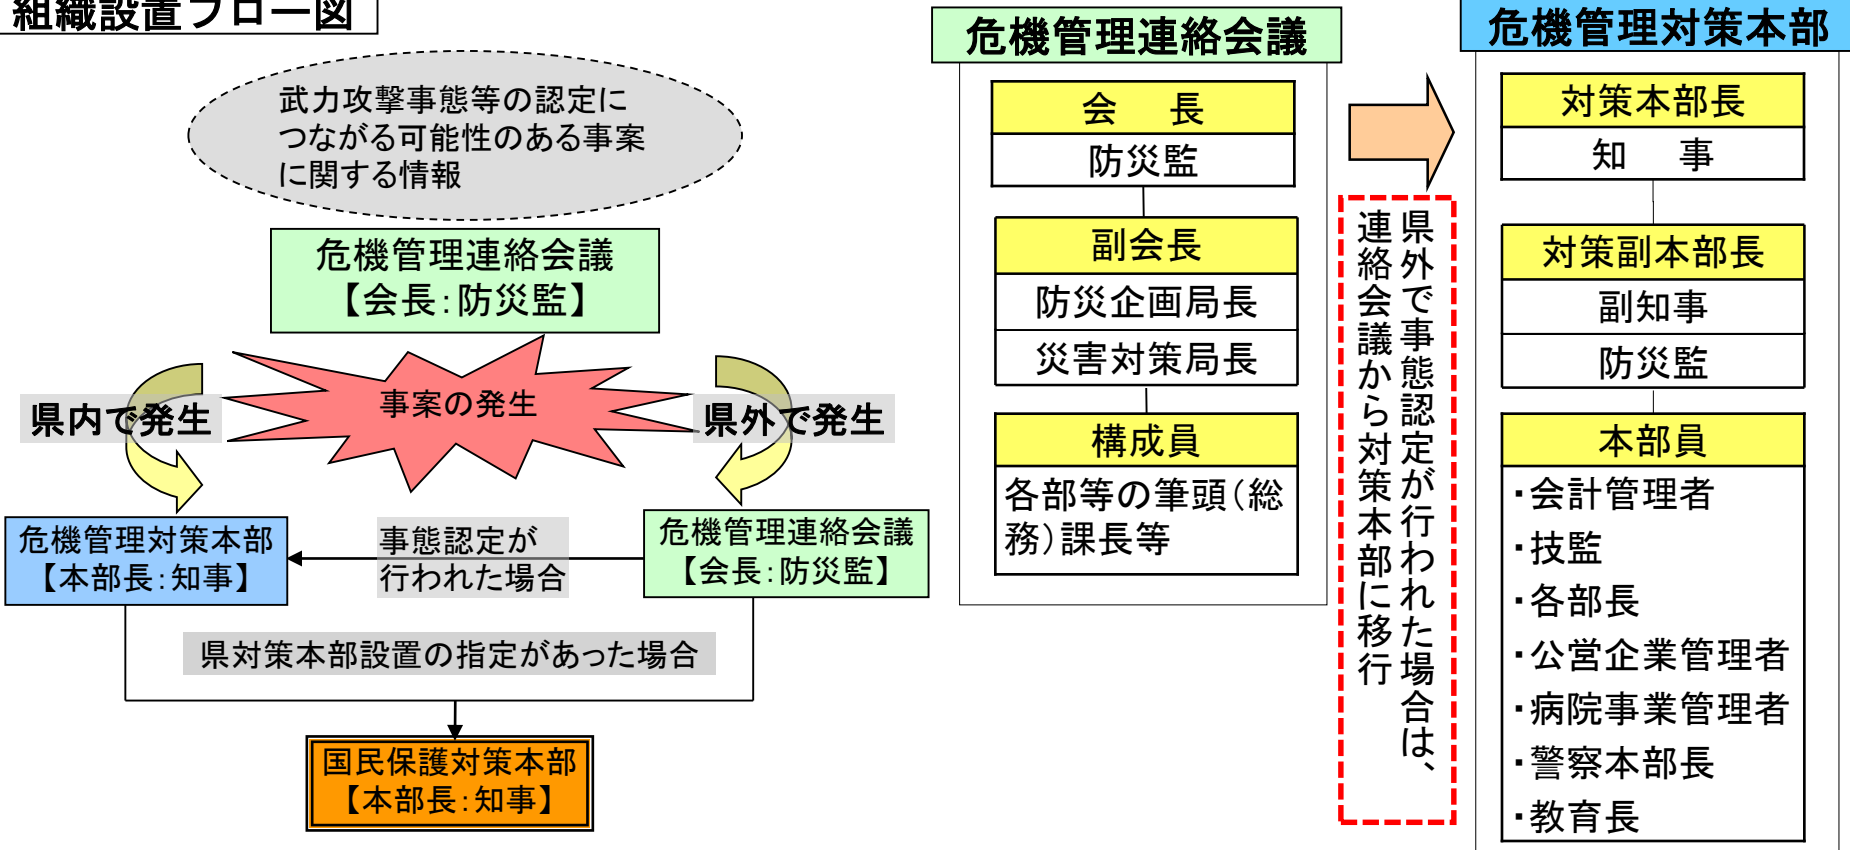 組織設置フロー図
武力攻撃事態等の認定に
つながる可能性のある事案
に関する情報
危機管理連絡会議
【会長：防災監】
事案の発生
県内で発生
県外で発生
危機管理対策本部
【本部長：知事】
事態認定が
行われた場合
危機管理連絡会議
【会長：防災監】
県対策本部設置の指定があった場合
国民保護対策本部
【本部長：知事】
危機管理連絡会議
会　長
防災監
副会長
防災企画局長
災害対策局長
構成員
各部等の筆頭（総
務）課長等
県外で事態認定が行われた場合は、
連絡会議から対策本部に移行
危機管理対策本部
対策本部長
知　事
対策副本部長
副知事
防災監
本部員
・会計管理者
・技監
・各部長
・公営企業管理者
・病院事業管理者
・警察本部長
・教育長